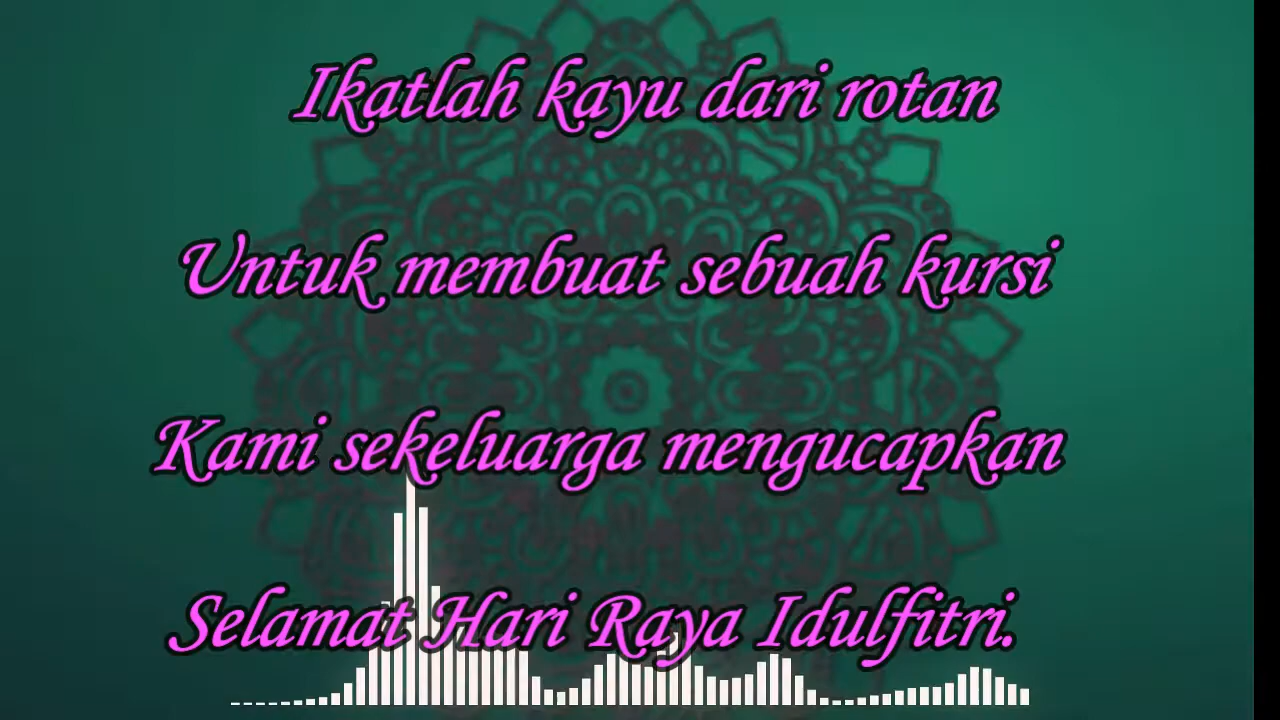 Ikatlah kayu dari rotan
Untuk membuat sebuah kursi
Kami sekeluarga mengucapkan
Selamat Hari Raya Idulfitri.